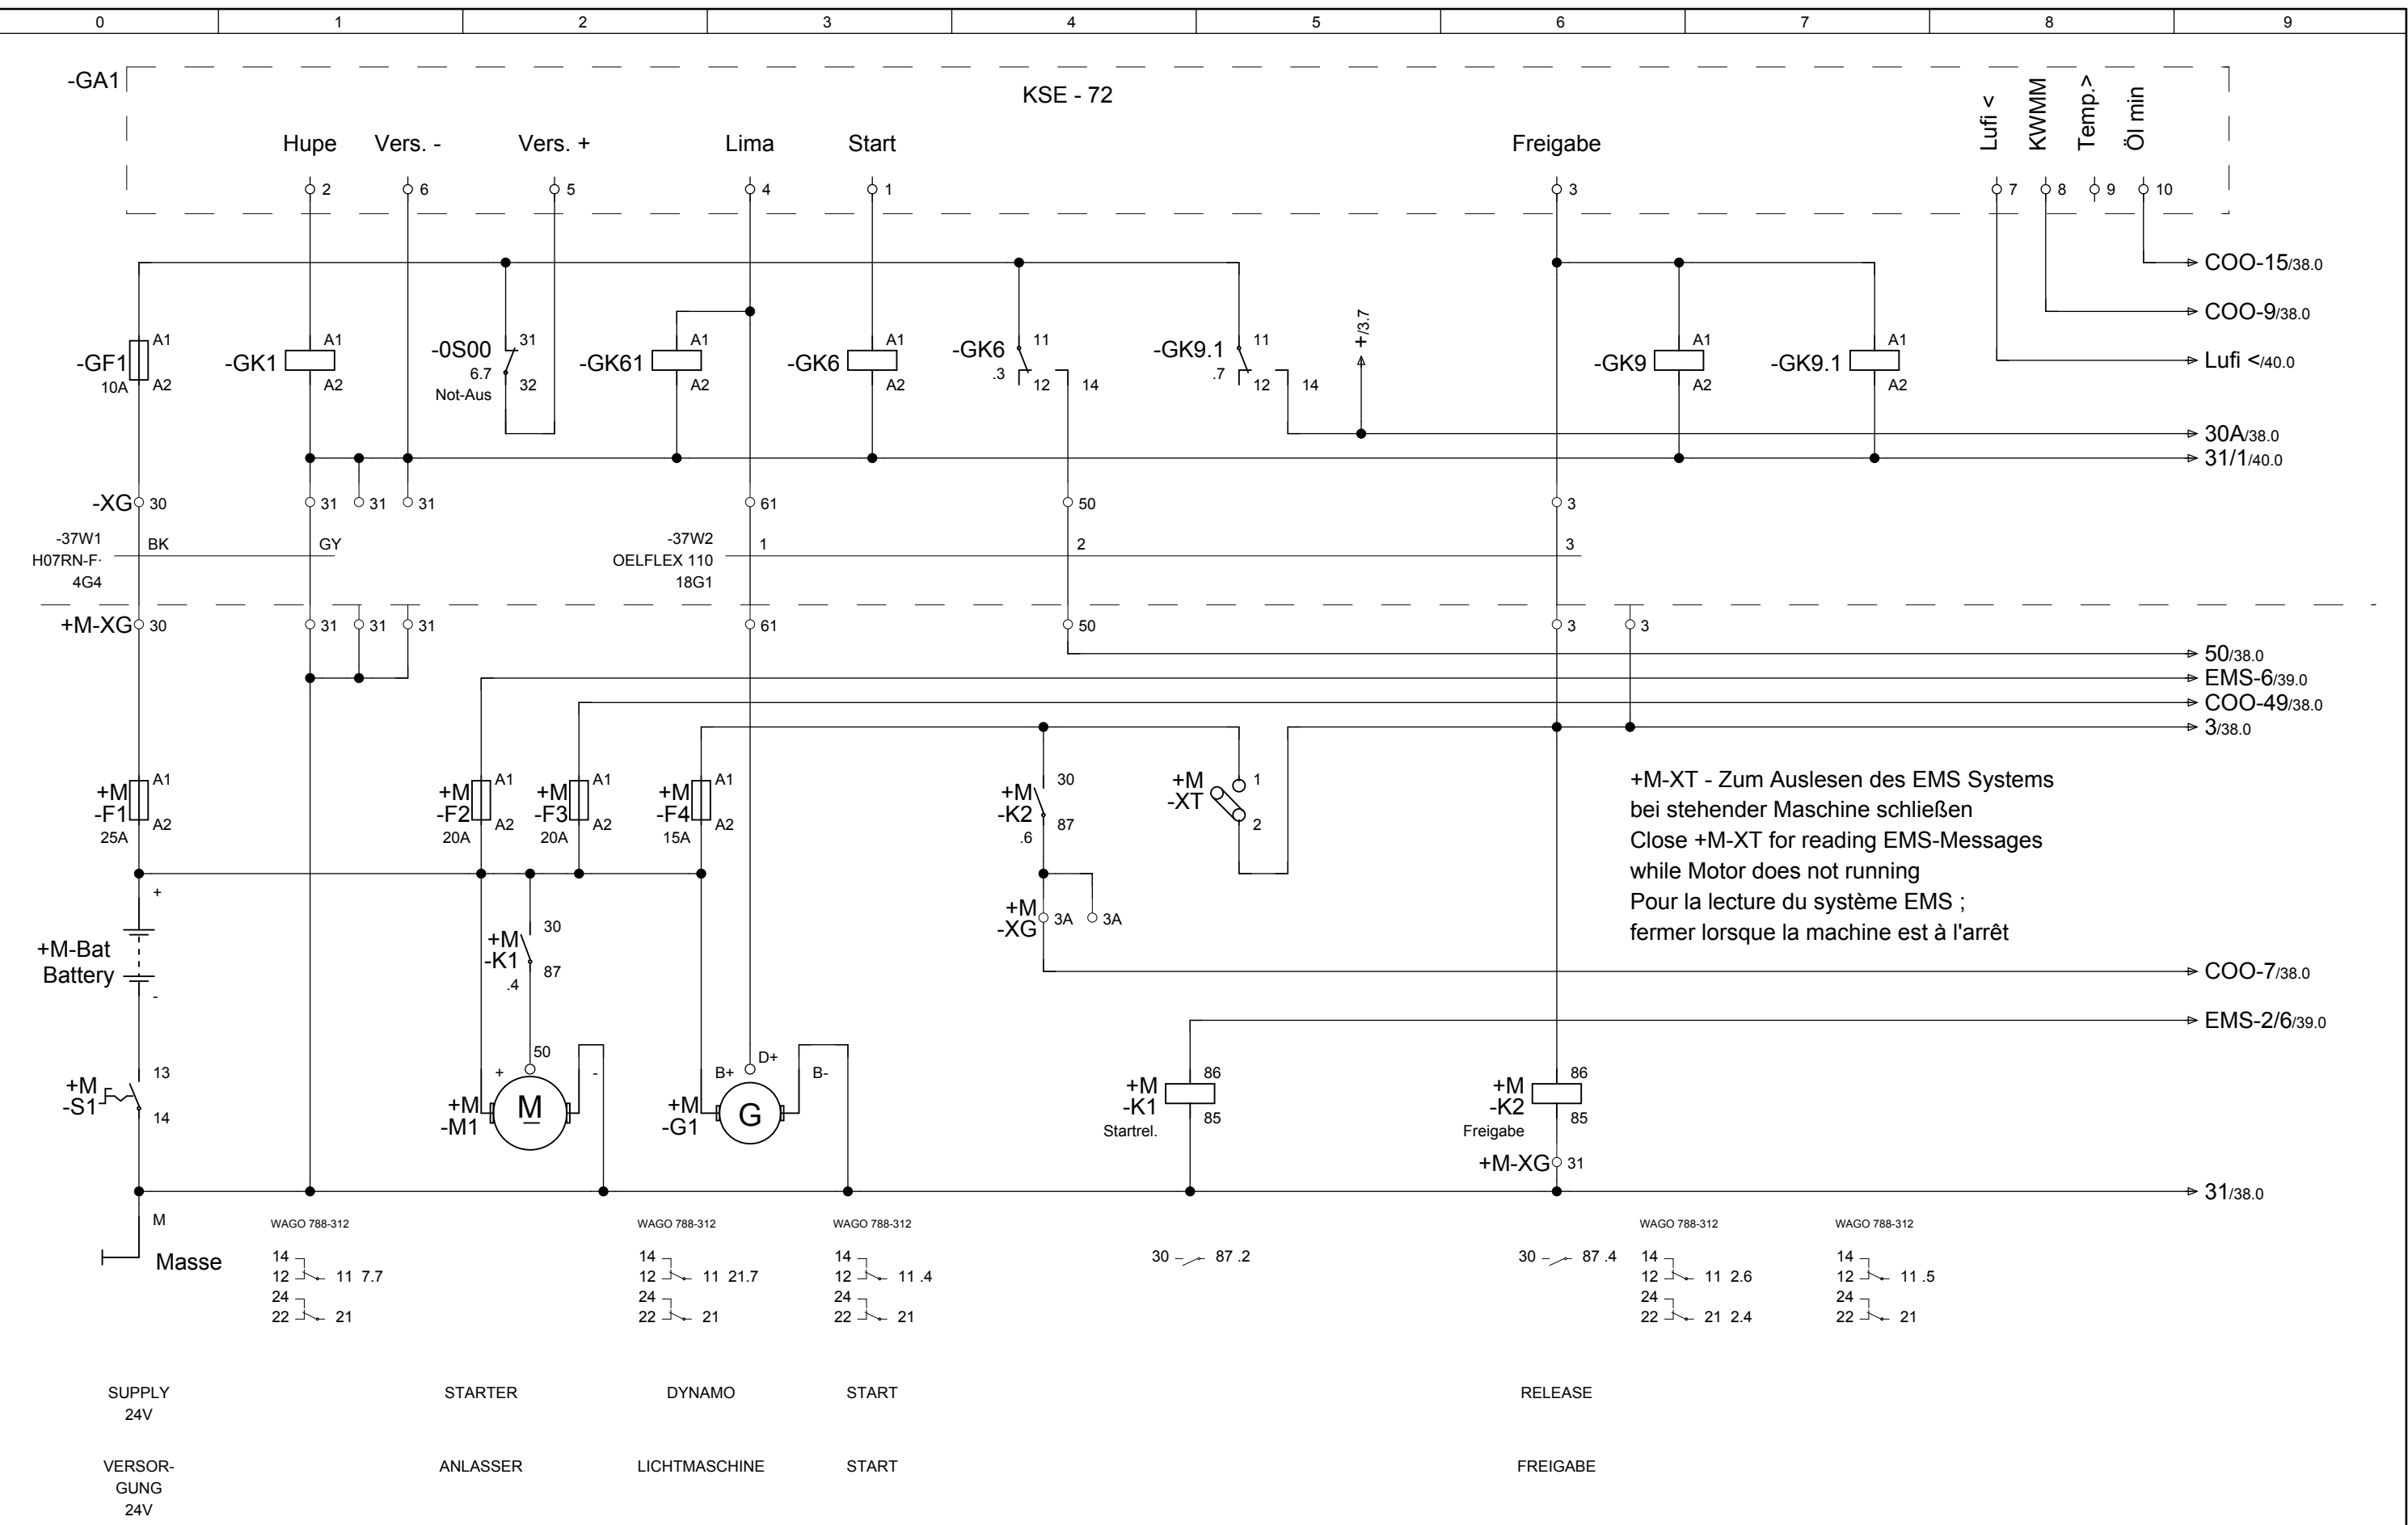 0 1 2 3 4 5 6 7 8 9
-GA1
KSE - 72
Hupe Vers. - Vers. + Lima Start Freigabe Lufi < KWMM Temp.> Öl min
2 6 5 4 1 3 7 8 9 10
COO-15/38.0
COO-9/38.0
Lufi </40.0
-GF1 10A A1 A2
-GK1 A1 A2
-0S00 6.7 Not-Aus 31 32
-GK61 A1 A2
-GK6 A1 A2
-GK6 .3 11 12 14
-GK9.1 .7 11 12 14
+/3.7
-GK9 A1 A2
-GK9.1 A1 A2
30A/38.0
31/1/40.0
-XG 30 31 31 31 61 50 3
-37W1 BK GY
H07RN-F·
4G4
-37W2 1 2 3
OELFLEX 110
18G1
+M-XG 30 31 31 31 61 50 3 3
50/38.0
EMS-6/39.0
COO-49/38.0
3/38.0
+M -F1 25A A1 A2
+M -F2 20A A1 A2
+M -F3 20A A1 A2
+M -F4 15A A1 A2
+M -K2 .6 30 87
+M -XT 1 2
+M-XT - Zum Auslesen des EMS Systems
bei stehender Maschine schließen
Close +M-XT for reading EMS-Messages
while Motor does not running
Pour la lecture du système EMS ;
fermer lorsque la machine est à l'arrêt
+M-Bat
Battery
+ -
+M -K1 .4 30 87
+M -XG 3A 3A
COO-7/38.0
EMS-2/6/39.0
+M -S1 13 14
+M -M1 + 50 - M
+M -G1 B+ D+ B- G
+M -K1 86 85
Startrel.
+M -K2 86 85
Freigabe
+M-XG 31
31/38.0
M
Masse
WAGO 788-312 WAGO 788-312 WAGO 788-312 WAGO 788-312 WAGO 788-312
14 14 14 30 87 .2 30 87 .4 14 14
12 11 7.7 12 11 21.7 12 11 .4 12 11 2.6 12 11 .5
24 24 24 24 24
22 21 22 21 22 21 22 21 2.4 22 21
SUPPLY STARTER DYNAMO START RELEASE
24V
VERSOR- ANLASSER LICHTMASCHINE START FREIGABE
GUNG
24V